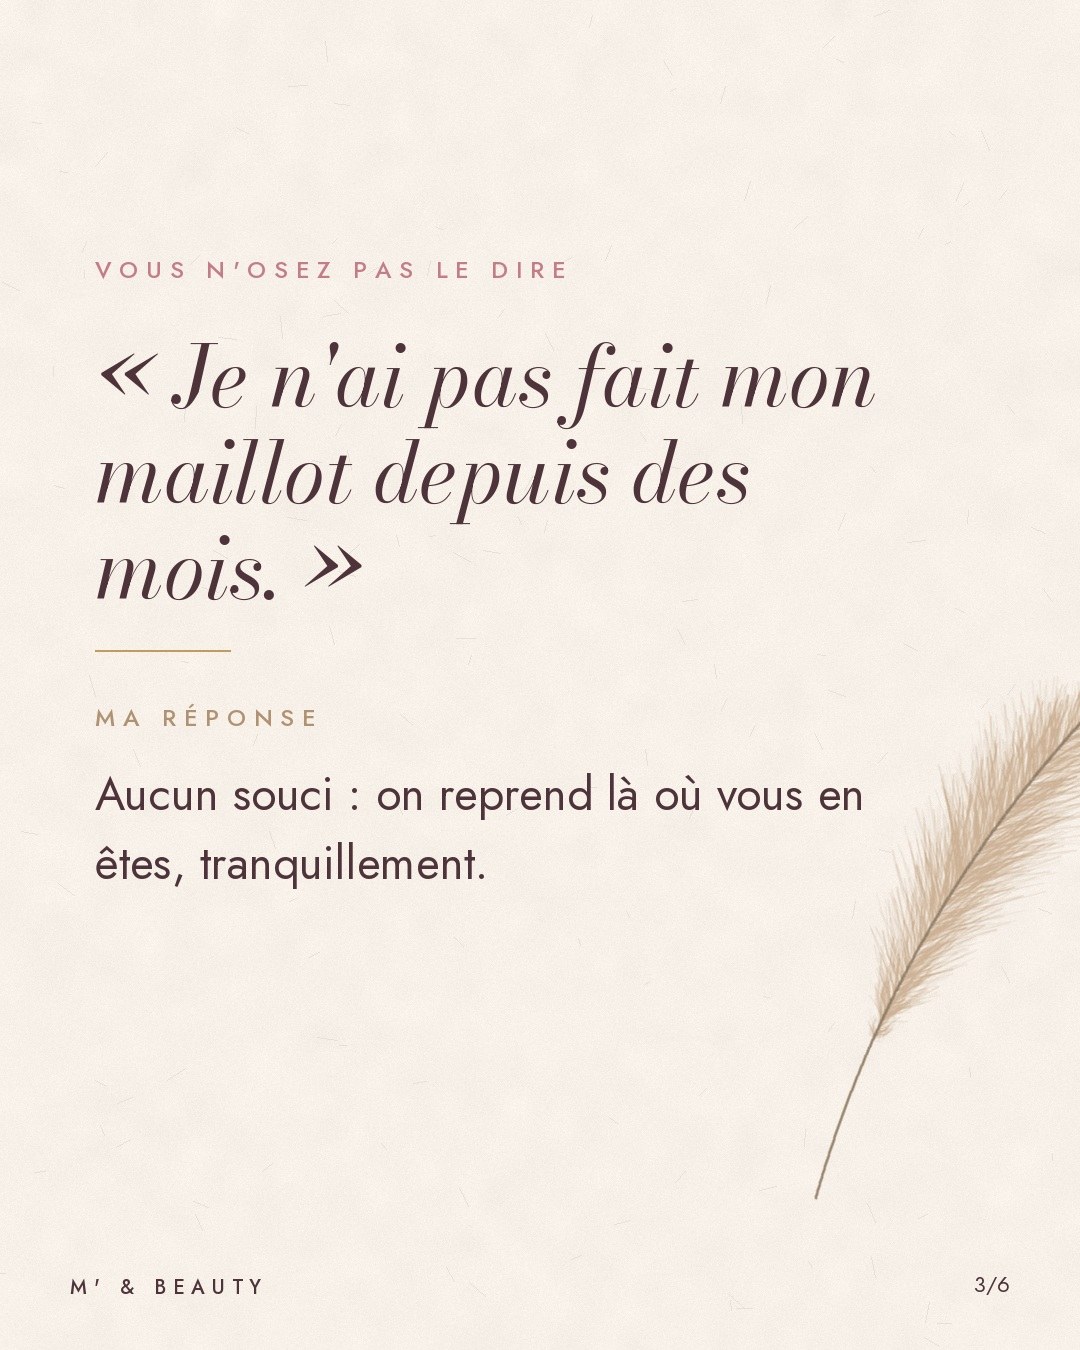 VOUS N'OSEZ PAS LE DIRE
« Je n'ai pas fait mon
maillot depuis des
mois. »
MA RÉPONSE
Aucun souci : on reprend là où vous en
êtes, tranquillement.
M' & BEAUTY
3/6